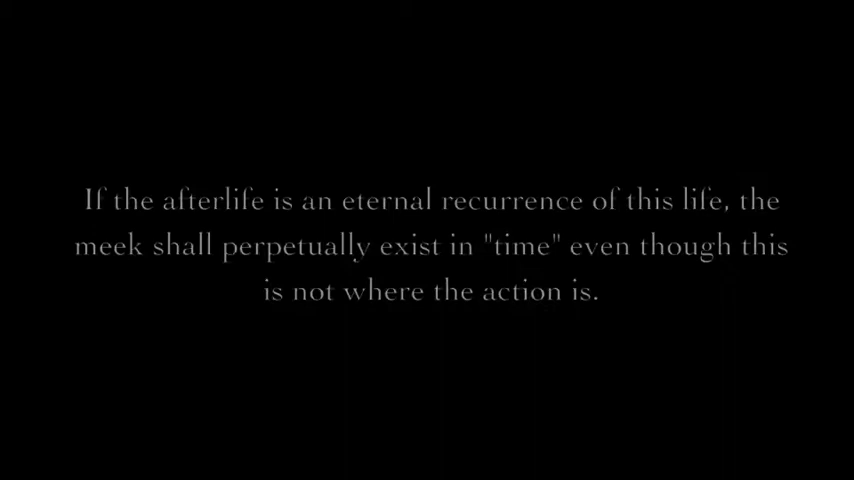 If the afterlife is an eternal recurrence of this life, the
meek shall perpetually exist in "time" even though this
is not where the action is.